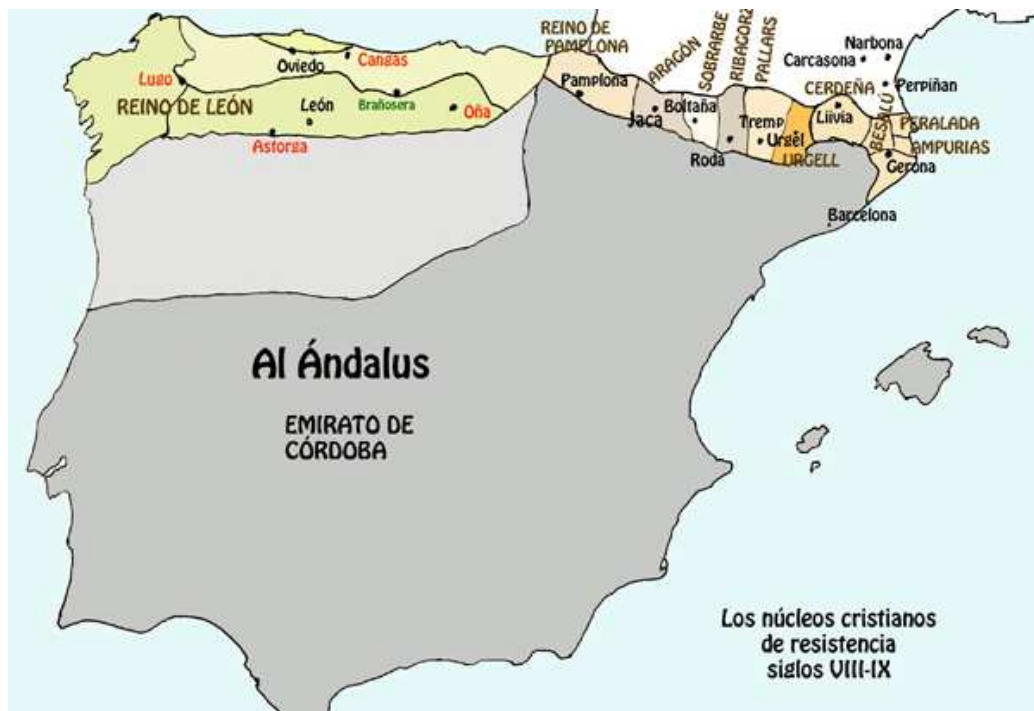 REINO DE
PAMPLONA
ARAGÓN
SOBRARBE
RIBAGORZ
PALLARS
Narbona
Carcasona
Perpiñan
CERDEÑA
BESALÚ
PERALADA
AMPURIAS
Oviedo
Cangas
Lugo
REINO DE LEÓN
León
Brañosera
Oña
Astorga
Pamplona
Jaca
Boltaña
Roda
Tremp
Urgel
URGELL
Llivia
Gerona
Barcelona
Al Ándalus
EMIRATO DE
CÓRDOBA
Los núcleos cristianos
de resistencia
siglos VIII-IX